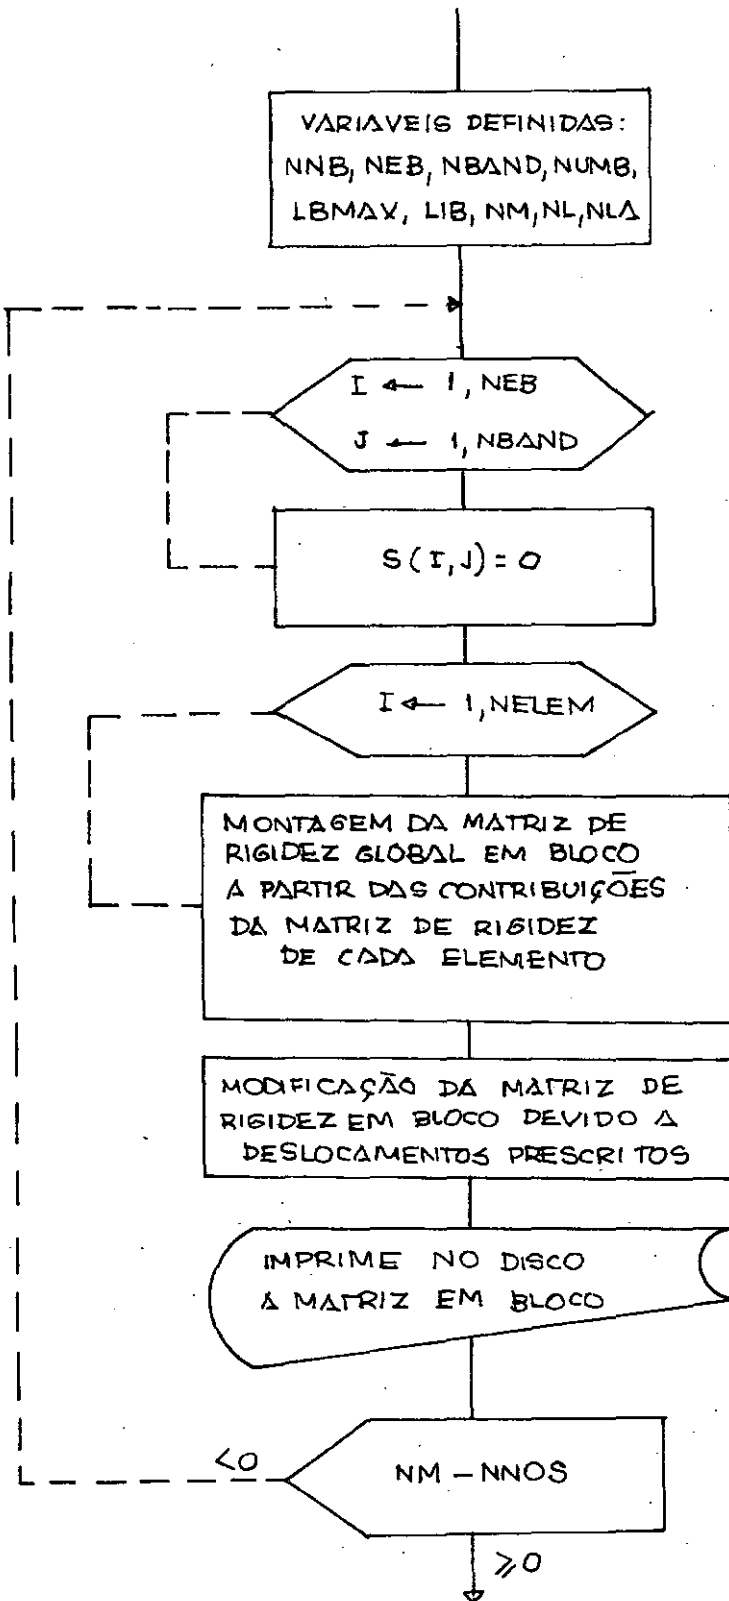 VARIAVEIS DEFINIDAS:
NNB, NEB, NBAND, NUMB,
LBMAX, LIB, NM, NL, NLA
I ← 1, NEB
J ← 1, NBAND
S(I,J) = 0
I ← 1, NELEM
MONTAGEM DA MATRIZ DE
RIGIDEZ GLOBAL EM BLOCO
A PARTIR DAS CONTRIBUIÇÕES
DA MATRIZ DE RIGIDEZ
DE CADA ELEMENTO
MODIFICAÇÃO DA MATRIZ DE
RIGIDEZ EM BLOCO DEVIDO A
DESLOCAMENTOS PRESCRITOS
IMPRIME NO DISCO
A MATRIZ EM BLOCO
<0
NM - NNOS
⩾0